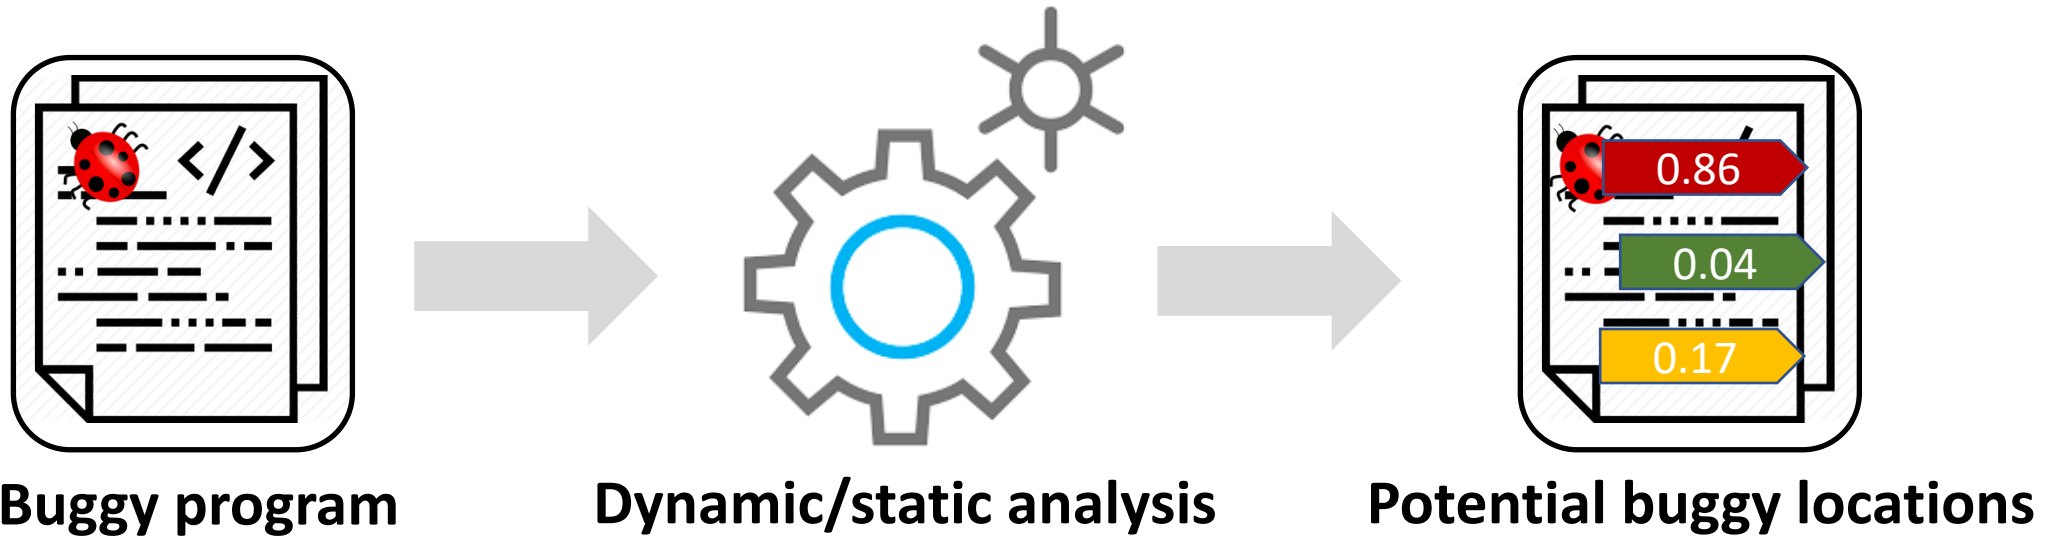 </>
0.86
0.04
0.17
Buggy program
Dynamic/static analysis
Potential buggy locations